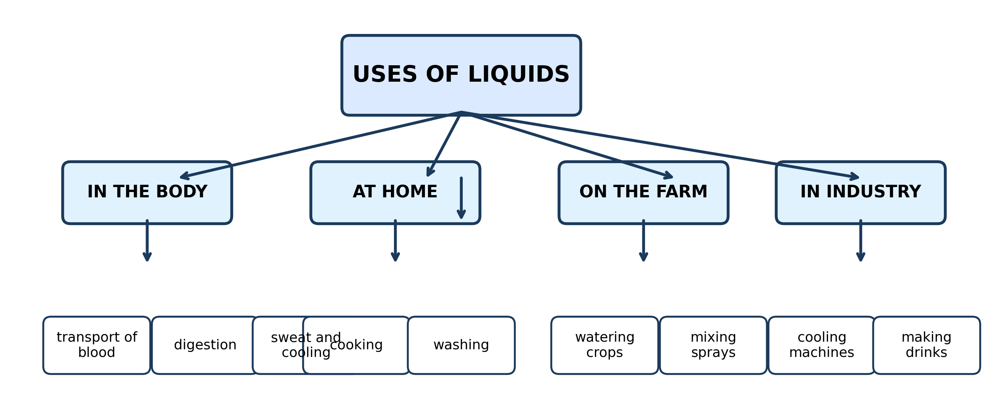 USES OF LIQUIDS
IN THE BODY
AT HOME
ON THE FARM
IN INDUSTRY
transport of
blood
digestion
sweat and
cooling
cooking
washing
watering
crops
mixing
sprays
cooling
machines
making
drinks